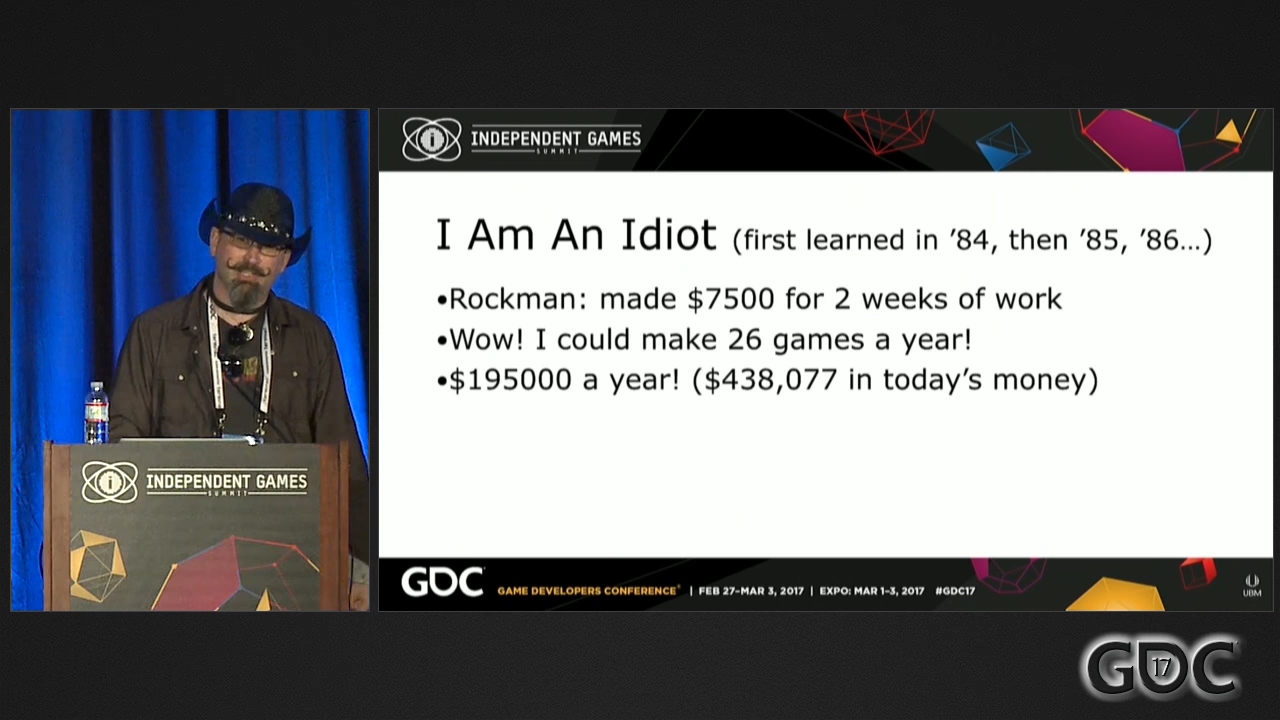 INDEPENDENT GAMES
SUMMIT
I Am An Idiot (first learned in ’84, then ’85, ’86…)
•Rockman: made $7500 for 2 weeks of work
•Wow! I could make 26 games a year!
•$195000 a year! ($438,077 in today’s money)
INDEPENDENT GAMES
SUMMIT
GDC GAME DEVELOPERS CONFERENCE® | FEB 27–MAR 3, 2017 | EXPO: MAR 1–3, 2017 #GDC17
UBM
GDC
17